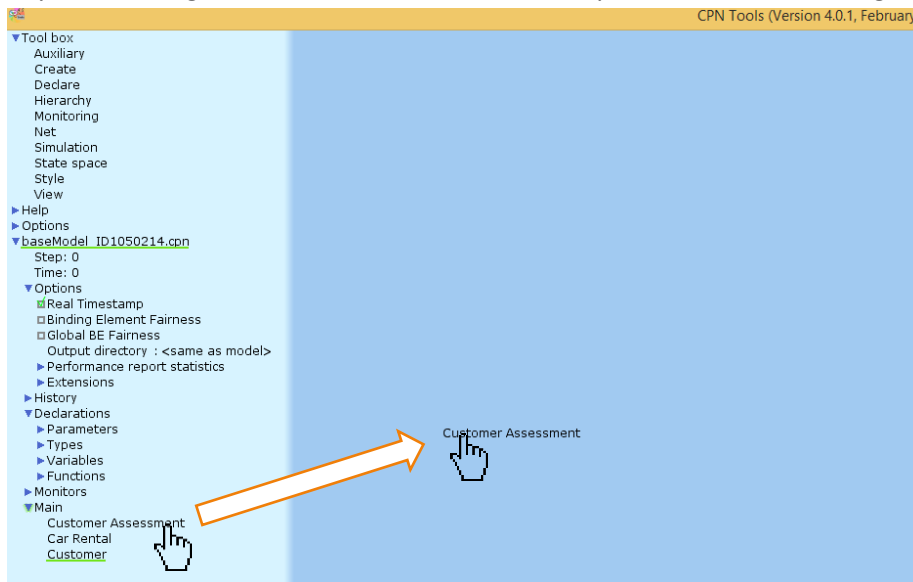 CPN Tools (Version 4.0.1, February
Tool box
Auxiliary
Create
Declare
Hierarchy
Monitoring
Net
Simulation
State space
Style
View
Help
Options
baseModel_ID1050214.cpn
Step: 0
Time: 0
Options
Real Timestamp
Binding Element Fairness
Global BE Fairness
Output directory : <same as model>
Performance report statistics
Extensions
History
Declarations
Parameters
Types
Variables
Functions
Monitors
Main
Customer Assessment
Car Rental
Customer
Customer Assessment